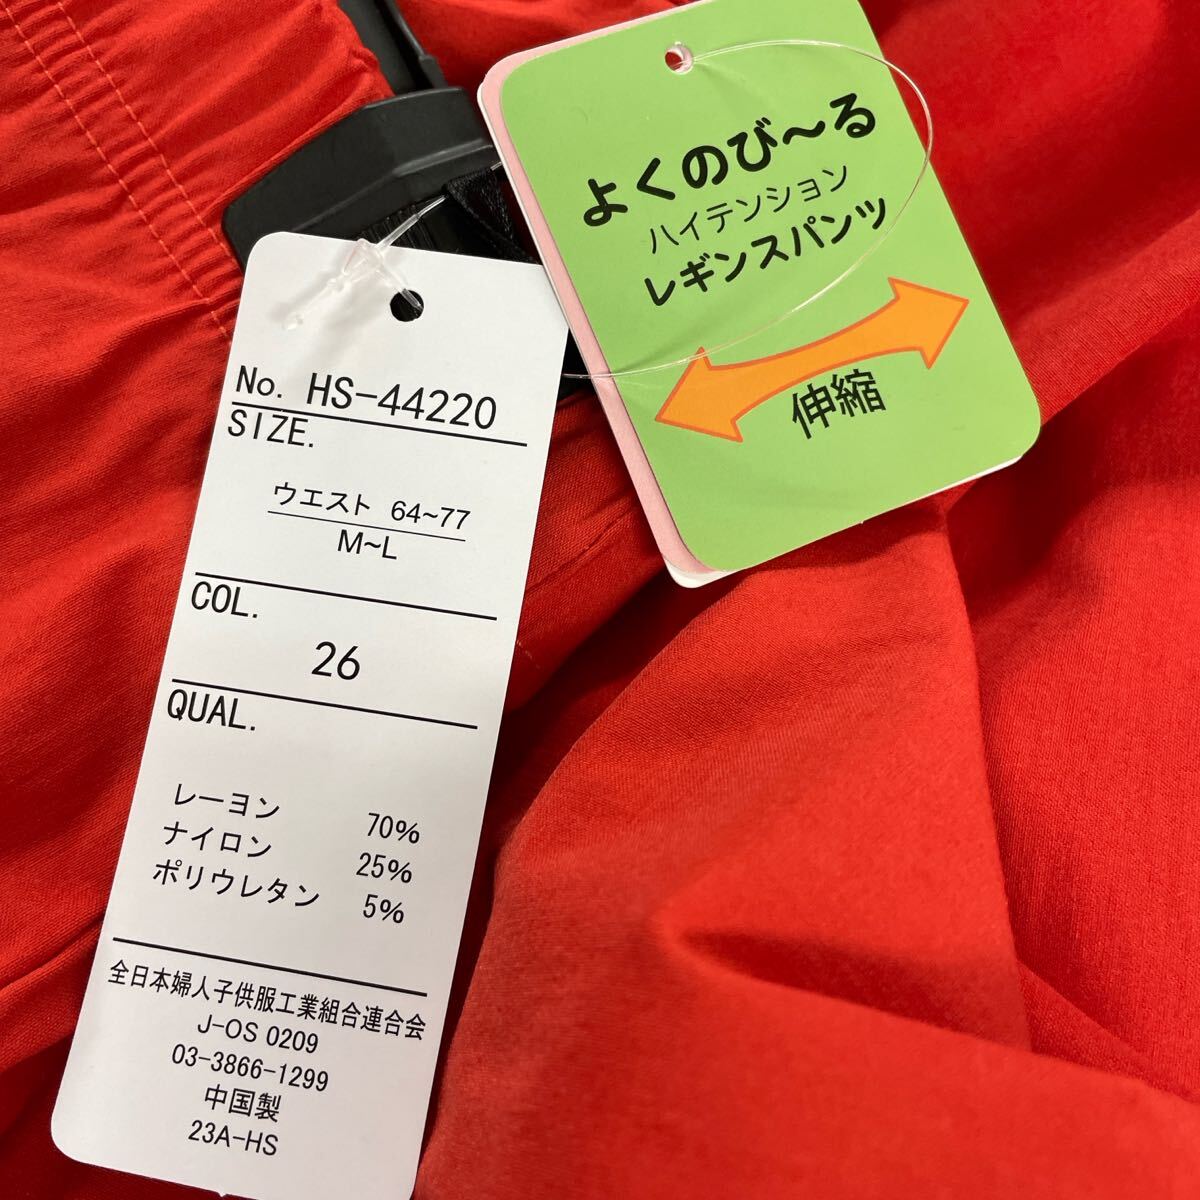 よくのび〜る
ハイテンション
レギンスパンツ
伸縮
No. HS-44220
SIZE.
ウエスト 64~77
M~L
COL.
26
QUAL.
レーヨン 70%
ナイロン 25%
ポリウレタン 5%
全日本婦人子供服工業組合連合会
J-OS 0209
03-3866-1299
中国製
23A-HS